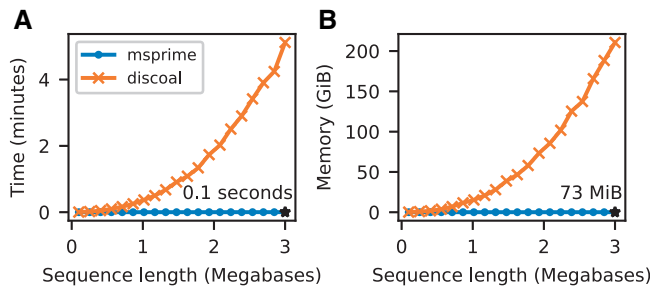 A
Time (minutes)
4
2
0
msprime
discoal
0.1 seconds
0
1
2
3
Sequence length (Megabases)
B
Memory (GiB)
200
150
100
50
0
73 MiB
0
1
2
3
Sequence length (Megabases)